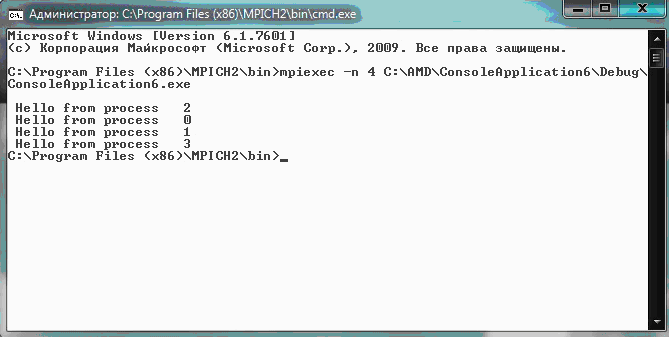 Администратор: C:\Program Files (x86)\MPICH2\bin\cmd.exe
Microsoft Windows [Version 6.1.7601]
(c) Корпорация Майкрософт (Microsoft Corp.), 2009. Все права защищены.
C:\Program Files (x86)\MPICH2\bin>mpiexec -n 4 C:\AMD\ConsoleApplication6\Debug\
ConsoleApplication6.exe
Hello from process   2
Hello from process   0
Hello from process   1
Hello from process   3
C:\Program Files (x86)\MPICH2\bin>_